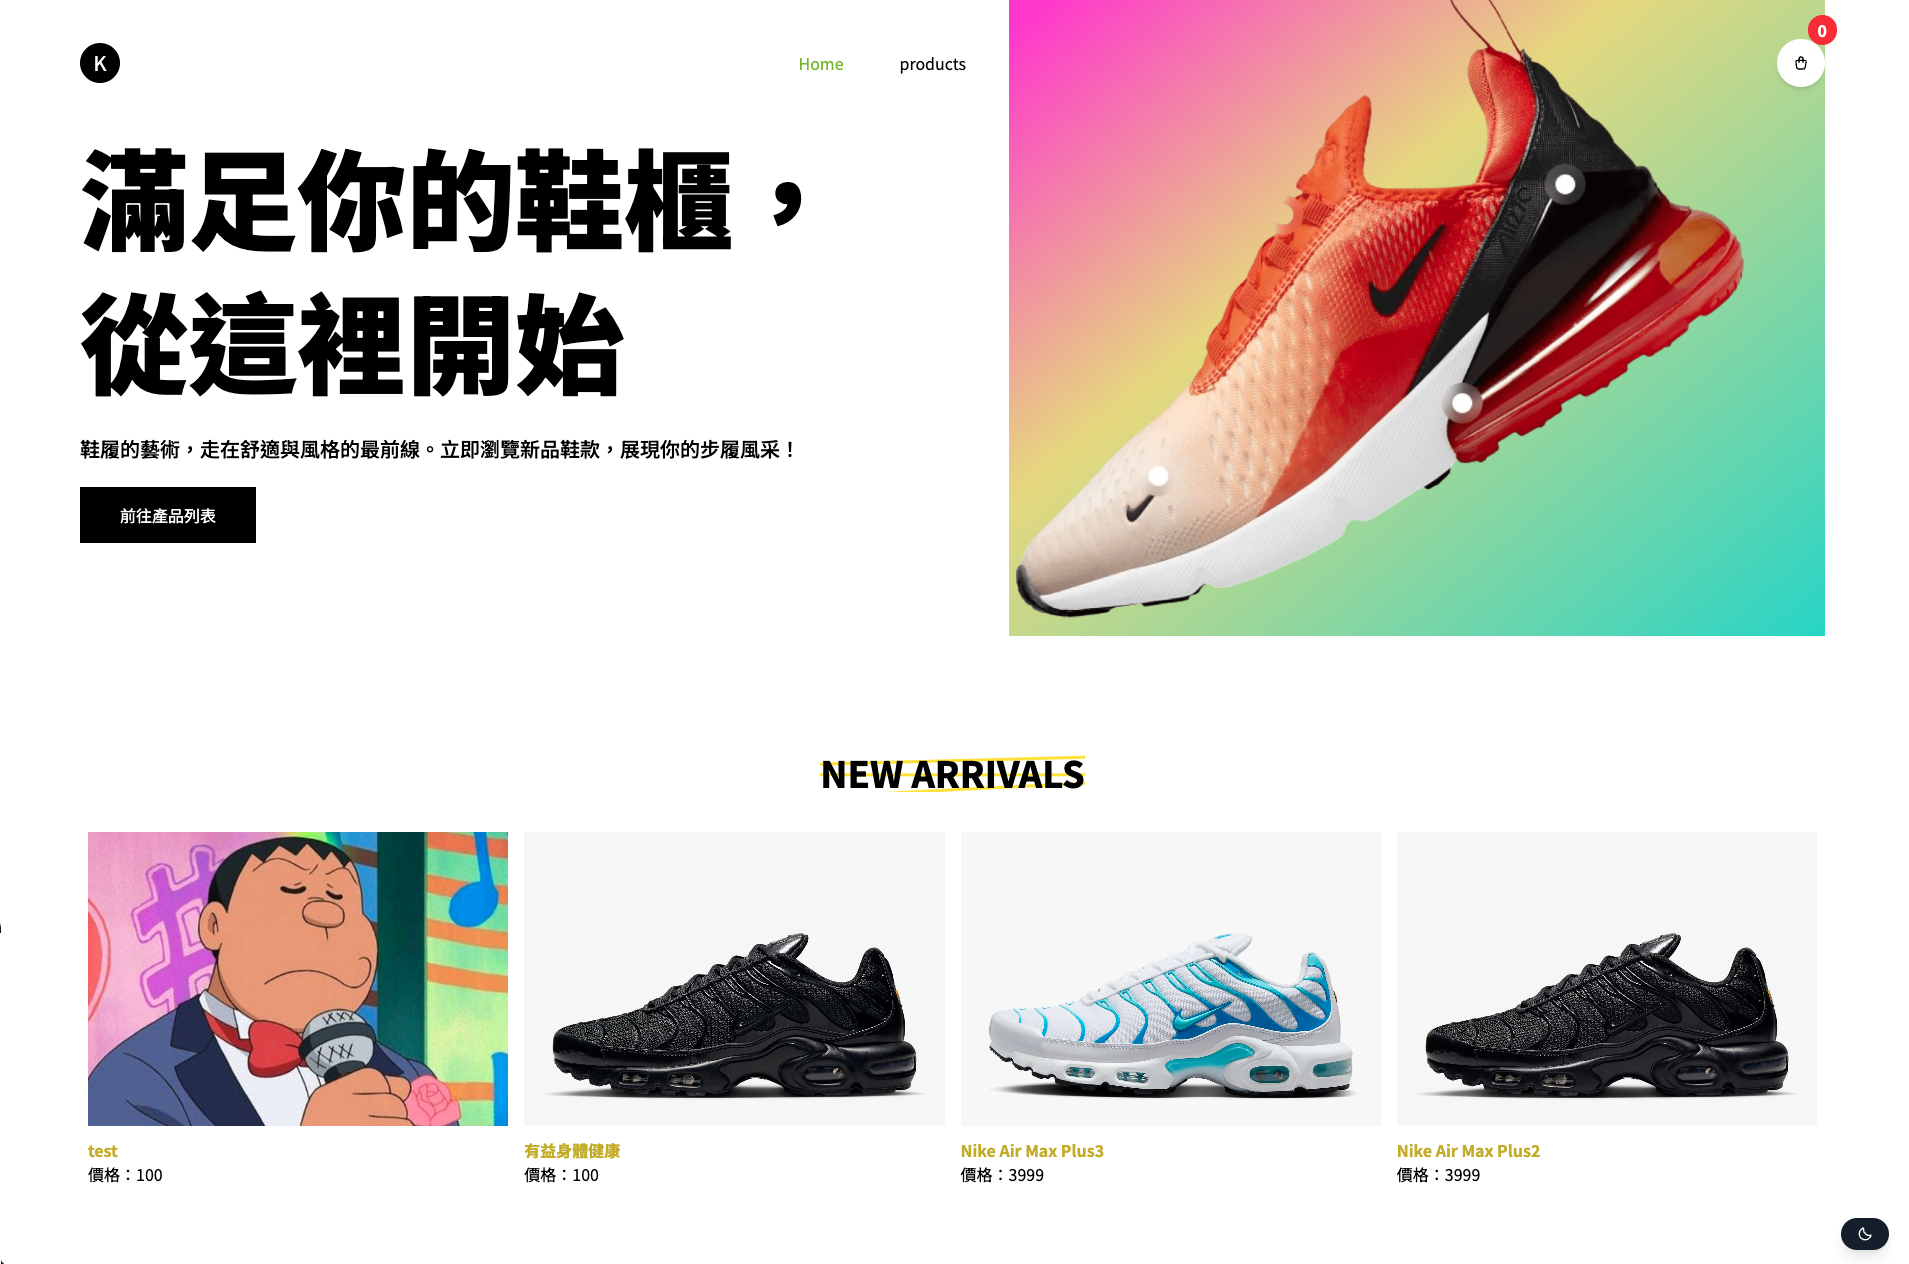 K
Home
products
0
滿足你的鞋櫃，
從這裡開始
鞋履的藝術，走在舒適與風格的最前線。立即瀏覽新品鞋款，展現你的步履風采！
前往產品列表
NEW ARRIVALS
test
價格：100
有益身體健康
價格：100
Nike Air Max Plus3
價格：3999
Nike Air Max Plus2
價格：3999